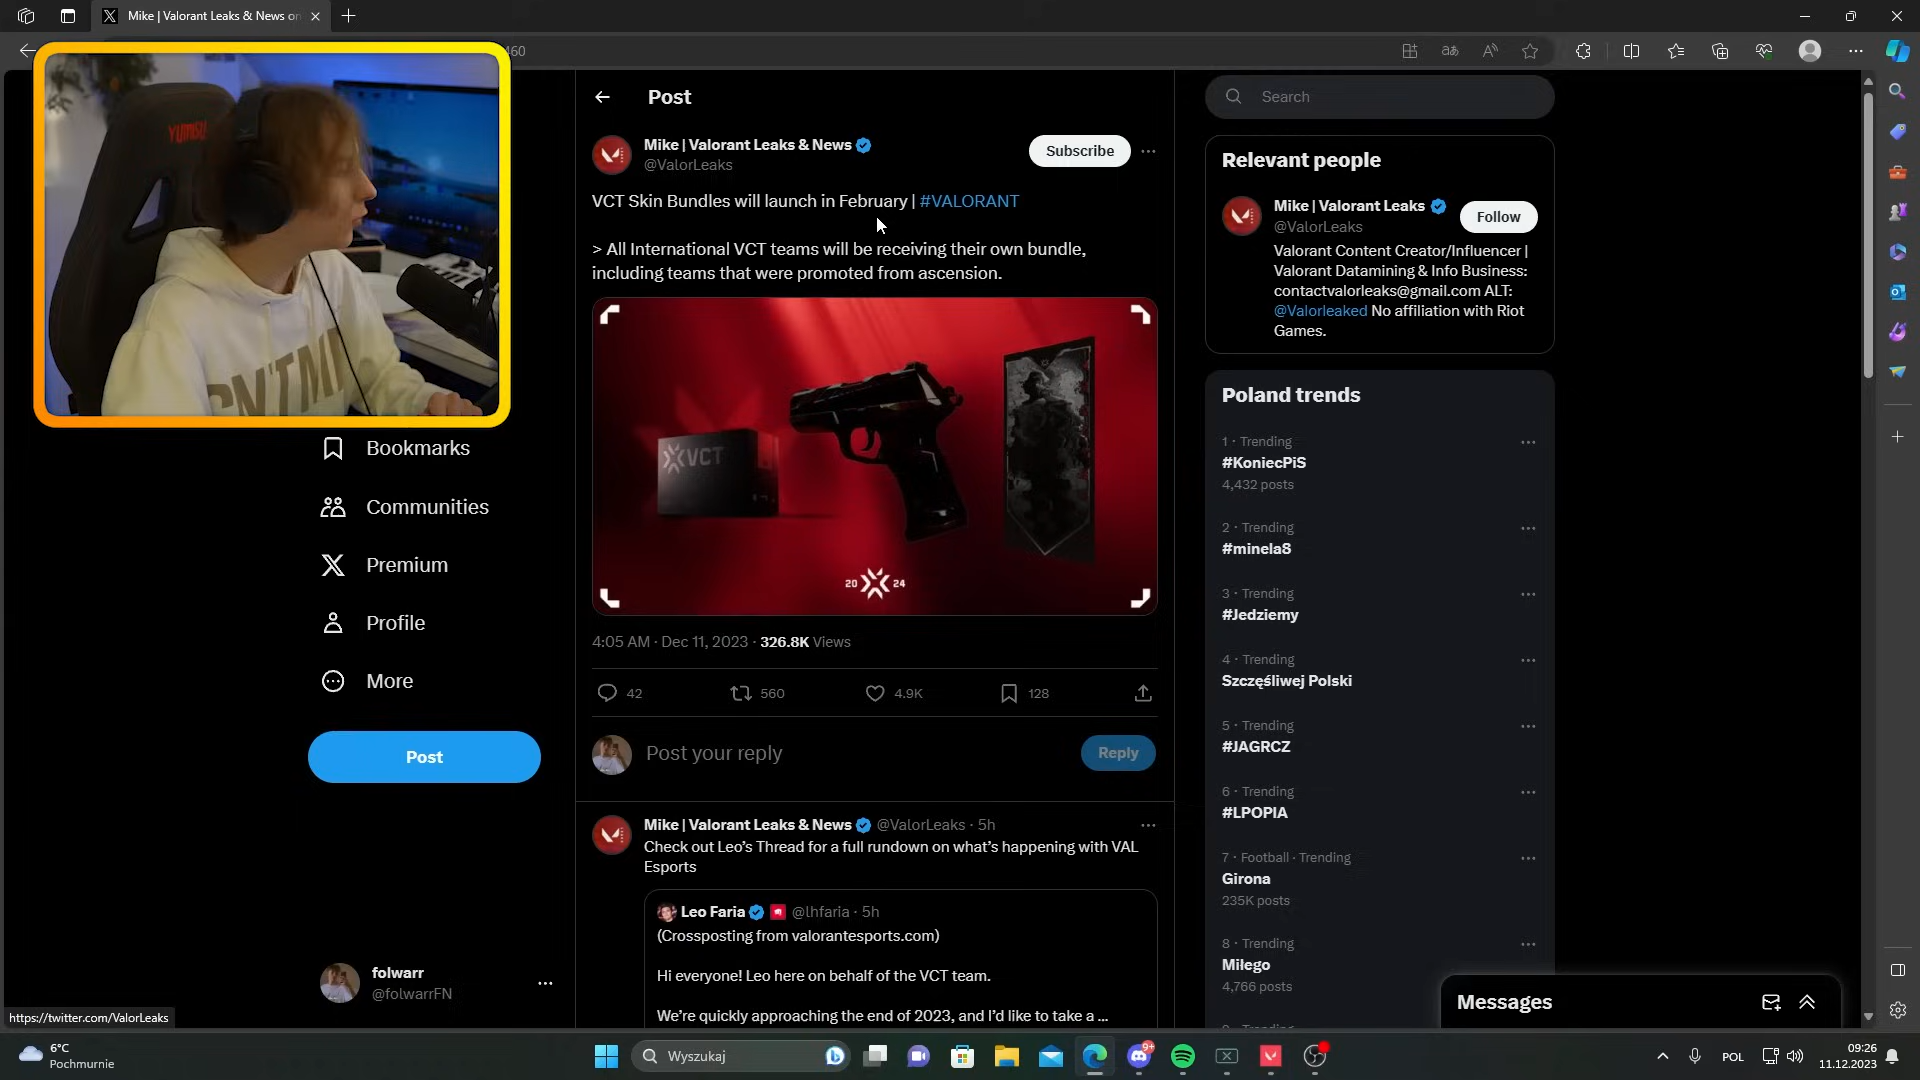 Mike | Valorant Leaks & News on
460
YUMISU
Post
Search
Mike | Valorant Leaks & News
@ValorLeaks
Subscribe
VCT Skin Bundles will launch in February | #VALORANT
> All International VCT teams will be receiving their own bundle,
including teams that were promoted from ascension.
VCT
20 24
4:05 AM · Dec 11, 2023 · 326.8K Views
42
560
4.9K
128
Post your reply
Reply
Mike | Valorant Leaks & News @ValorLeaks · 5h
Check out Leo's Thread for a full rundown on what's happening with VAL
Esports
Leo Faria @lhfaria · 5h
(Crossposting from valorantesports.com)
Hi everyone! Leo here on behalf of the VCT team.
We're quickly approaching the end of 2023, and I'd like to take a ...
Bookmarks
Communities
Premium
Profile
More
Post
folwarr
@folwarrFN
https://twitter.com/ValorLeaks
Relevant people
Mike | Valorant Leaks
@ValorLeaks
Follow
Valorant Content Creator/Influencer |
Valorant Datamining & Info Business:
contactvalorleaks@gmail.com ALT:
@Valorleaked No affiliation with Riot
Games.
Poland trends
1 · Trending
#KoniecPiS
4,432 posts
2 · Trending
#minela8
3 · Trending
#Jedziemy
4 · Trending
Szczęśliwej Polski
5 · Trending
#JAGRCZ
6 · Trending
#LPOPIA
7 · Football · Trending
Girona
235K posts
8 · Trending
Miłego
4,766 posts
Messages
6°C
Pochmurnie
Wyszukaj
9+
POL
09:26
11.12.2023